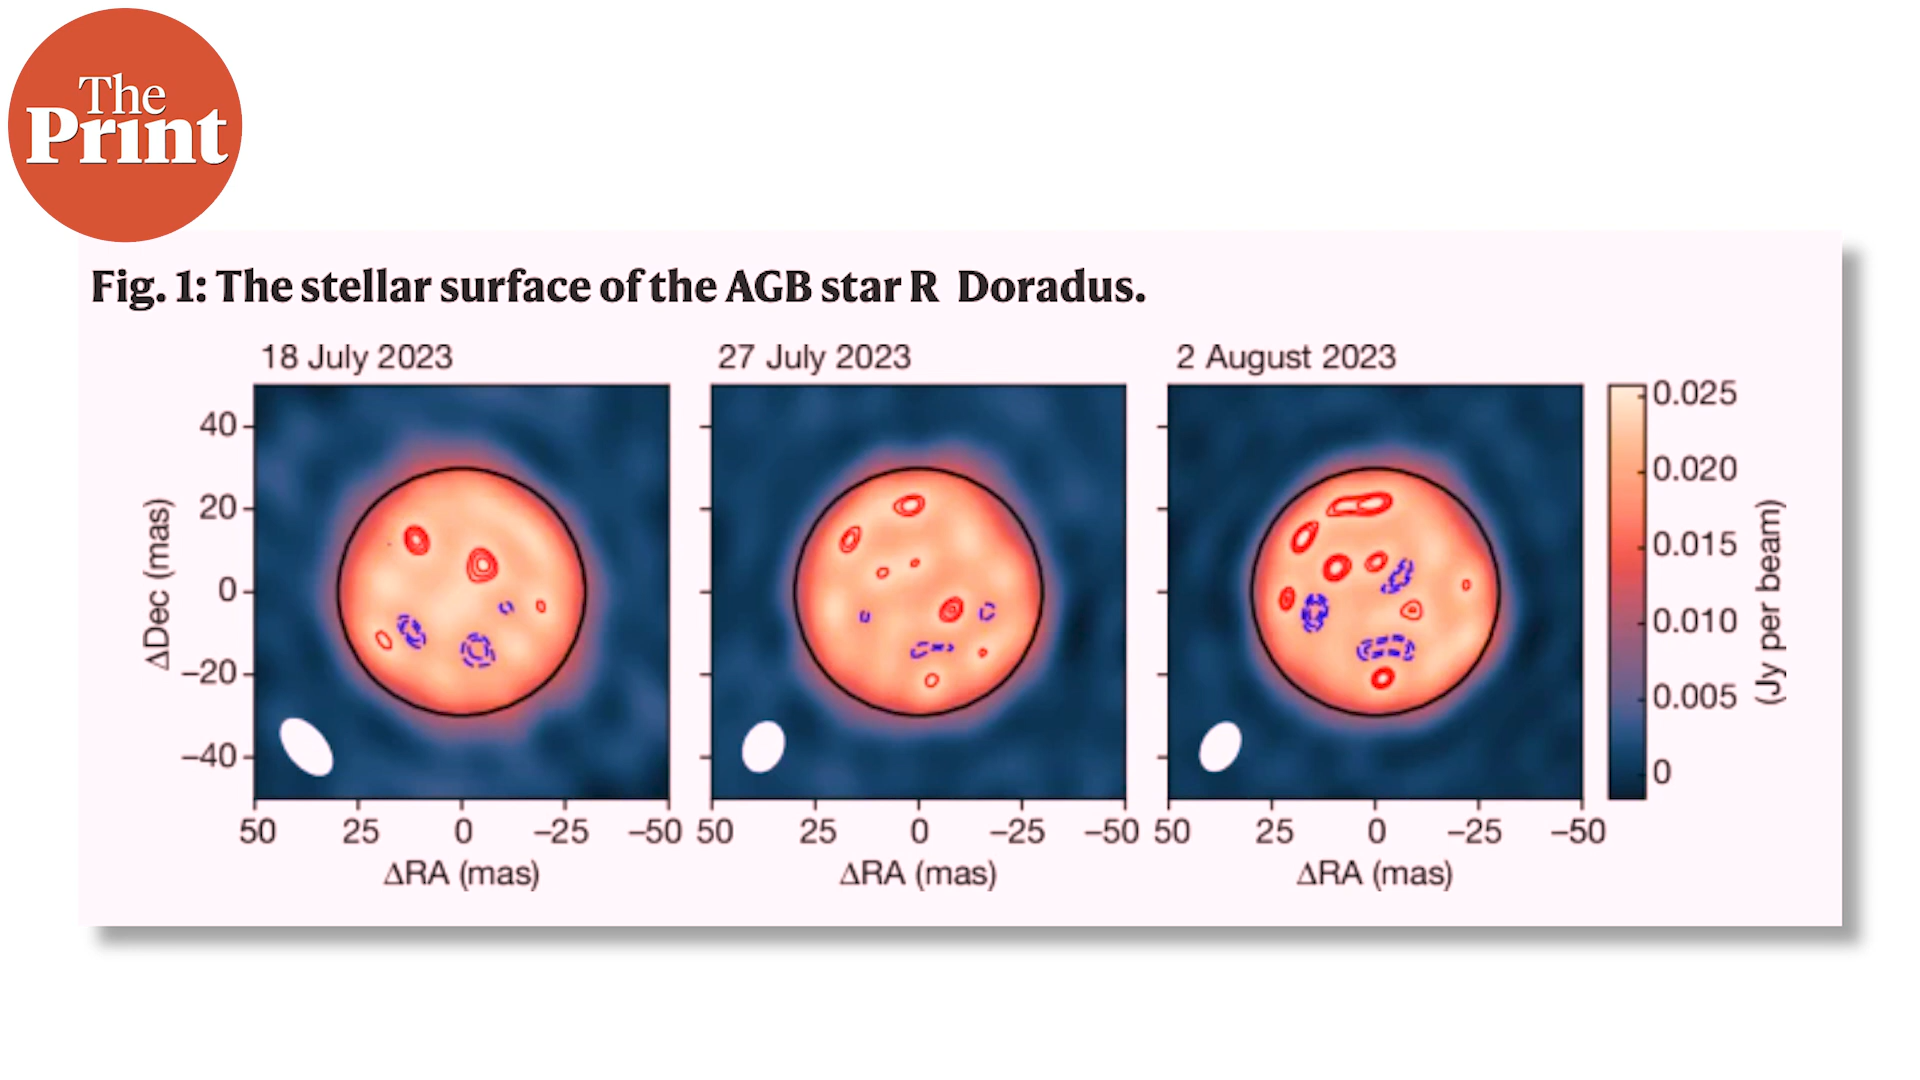 The
Print
Fig. 1: The stellar surface of the AGB star R Doradus.
18 July 2023
27 July 2023
2 August 2023
40
20
0
−20
−40
ΔDec (mas)
50 25 0 −25 −50
50 25 0 −25 −50
50 25 0 −25 −50
ΔRA (mas)
ΔRA (mas)
ΔRA (mas)
0.025
0.020
0.015
0.010
0.005
0
(Jy per beam)